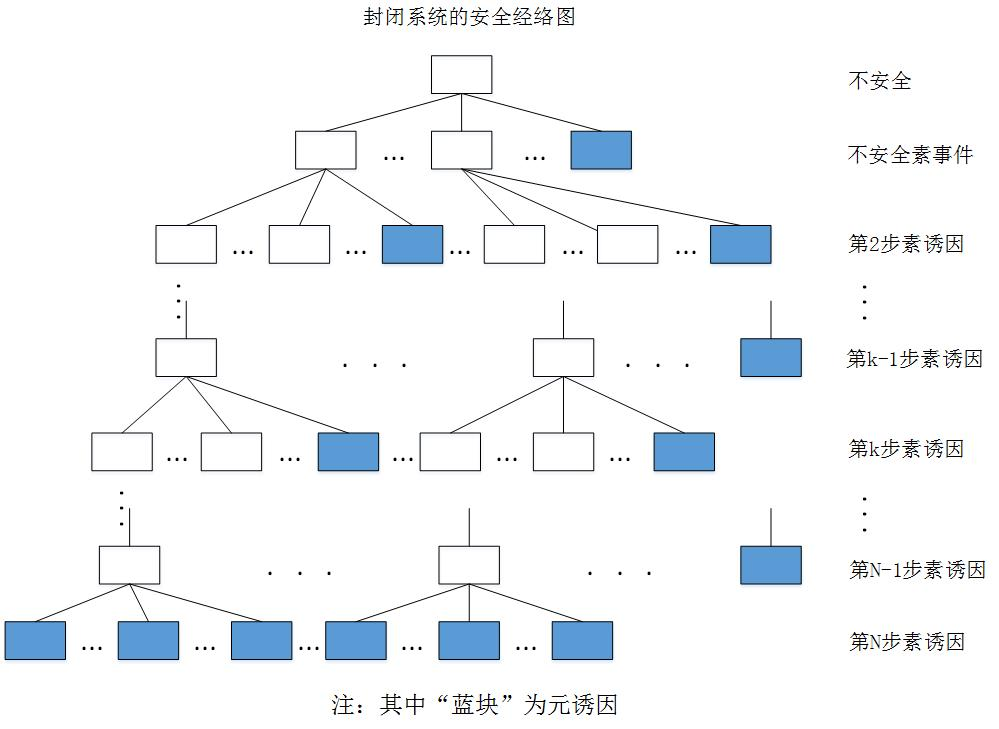 封闭系统的安全经络图
不安全
... ... 不安全素事件
... ... ... ... ... 第2步素诱因
. . . . . . 第k-1步素诱因
... ... ... ... ... 第k步素诱因
. . . . . . 第N-1步素诱因
... ... ... ... ... 第N步素诱因
注：其中“蓝块”为元诱因